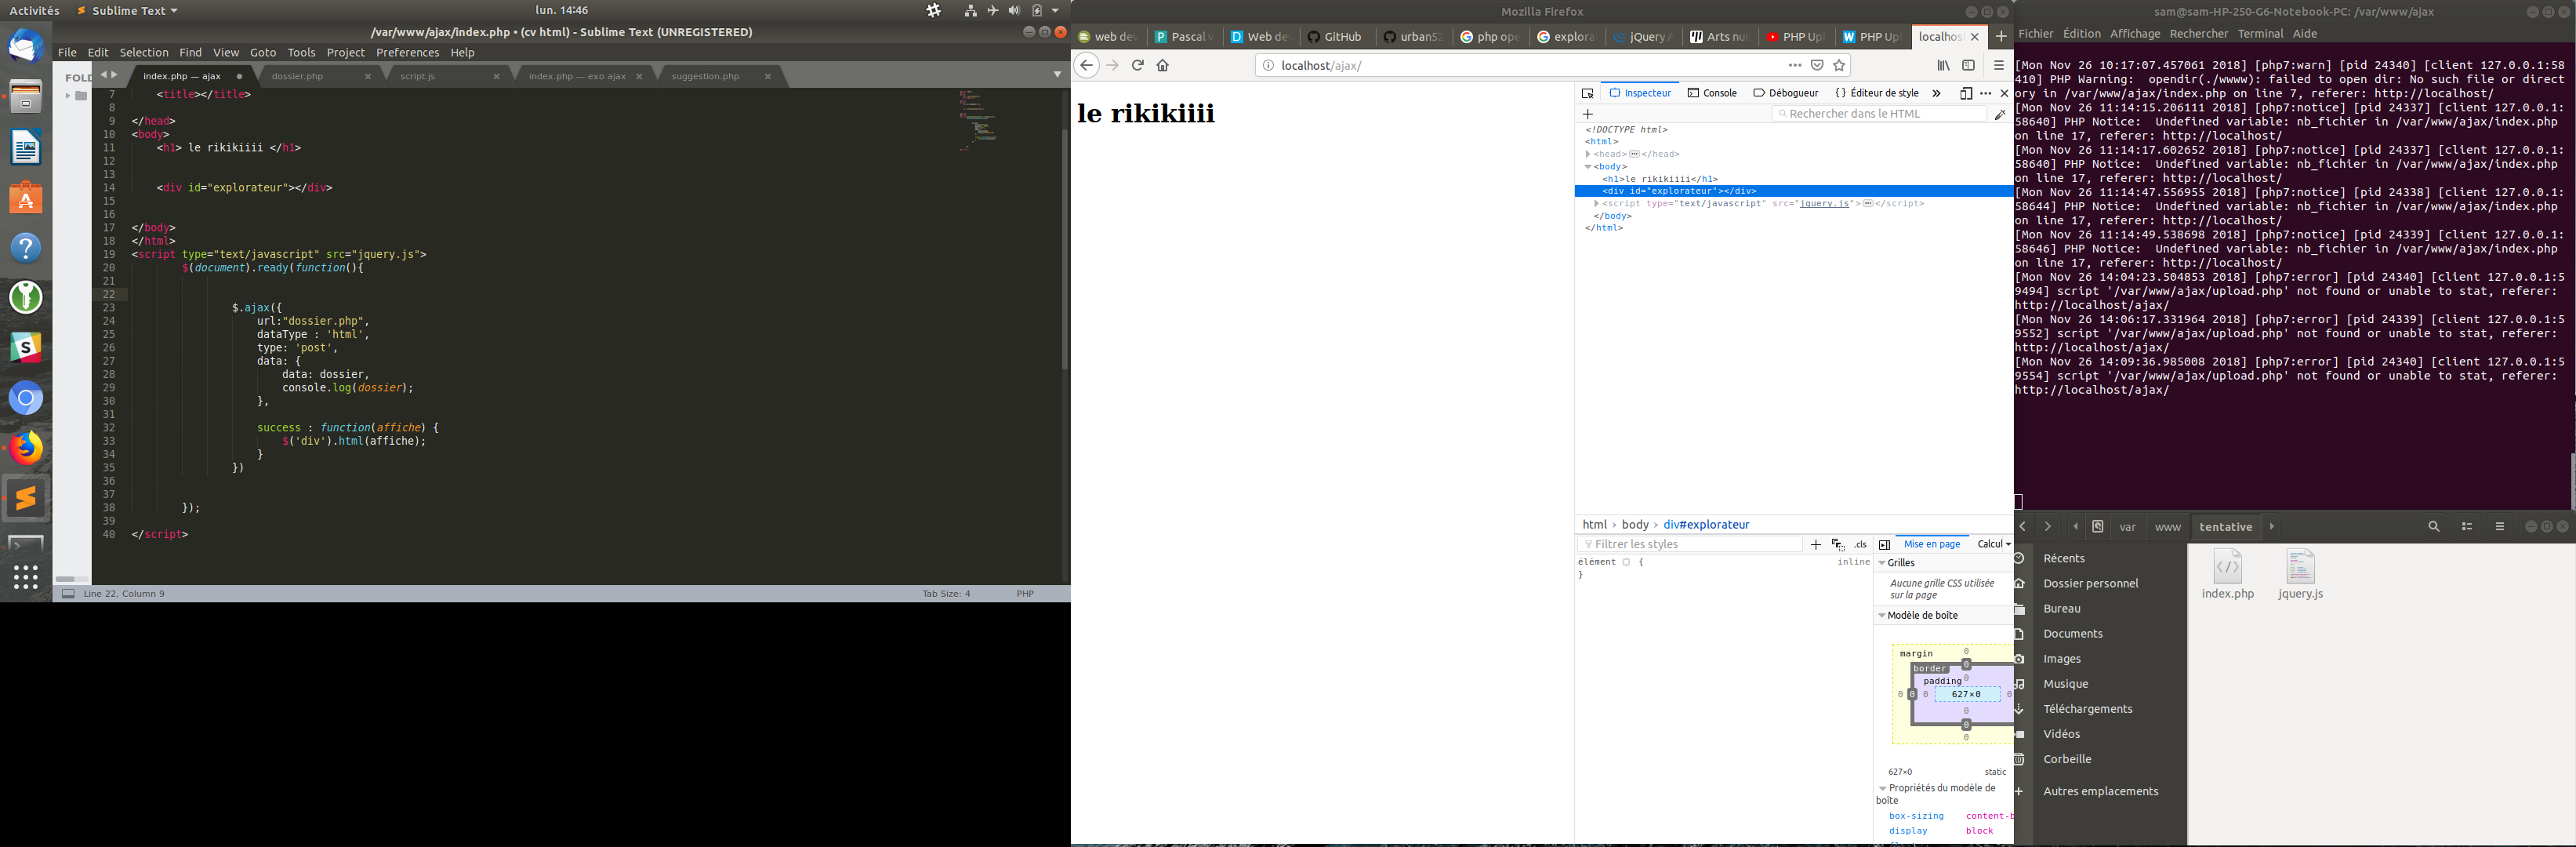 Activités
Sublime Text
lun. 14:46
/var/www/ajax/index.php • (cv html) - Sublime Text (UNREGISTERED)
File Edit Selection Find View Goto Tools Project Preferences Help
FOLD
index.php — ajax
dossier.php
script.js
index.php — exo ajax
suggestion.php
7 <title></title>
8
9 </head>
10 <body>
11 <h1> le rikikiiii </h1>
12
13
14 <div id="explorateur"></div>
15
16
17 </body>
18 </html>
19 <script type="text/javascript" src="jquery.js">
20 $(document).ready(function(){
21
22
23 $.ajax({
24 url:"dossier.php",
25 dataType : 'html',
26 type: 'post',
27 data: {
28 data: dossier,
29 console.log(dossier);
30 },
31
32 success : function(affiche) {
33 $('div').html(affiche);
34 }
35 })
36
37
38 });
39
40 </script>
Line 22, Column 9
Tab Size: 4
PHP
Mozilla Firefox
web dev
Pascal v
Web de
GitHub
urban52
php ope
explora
jQuery A
Arts nu
PHP Upl
PHP Upl
localhos
localhost/ajax/
le rikikiiii
Inspecteur
Console
Débogueur
Éditeur de style
Rechercher dans le HTML
<!DOCTYPE html>
<html>
<head></head>
<body>
<h1>le rikikiiii</h1>
<div id="explorateur"></div>
<script type="text/javascript" src="jquery.js"></script>
</body>
</html>
html › body › div#explorateur
Filtrer les styles
.cls
Mise en page
Calcul
élément {
inline
}
Grilles
Aucune grille CSS utilisée
sur la page
Modèle de boîte
margin
0
border
0
padding
0
0 0 0 627×0 0
0
0
0
627×0
static
Propriétés du modèle de
boîte
box-sizing
content-b
display
block
sam@sam-HP-250-G6-Notebook-PC: /var/www/ajax
Fichier Édition Affichage Rechercher Terminal Aide
[Mon Nov 26 10:17:07.457061 2018] [php7:warn] [pid 24340] [client 127.0.0.1:58
410] PHP Warning:  opendir(./wwww): failed to open dir: No such file or direct
ory in /var/www/ajax/index.php on line 7, referer: http://localhost/
[Mon Nov 26 11:14:15.206111 2018] [php7:notice] [pid 24337] [client 127.0.0.1:
58640] PHP Notice:  Undefined variable: nb_fichier in /var/www/ajax/index.php
on line 17, referer: http://localhost/
[Mon Nov 26 11:14:17.602652 2018] [php7:notice] [pid 24337] [client 127.0.0.1:
58640] PHP Notice:  Undefined variable: nb_fichier in /var/www/ajax/index.php
on line 17, referer: http://localhost/
[Mon Nov 26 11:14:47.556955 2018] [php7:notice] [pid 24338] [client 127.0.0.1:
58644] PHP Notice:  Undefined variable: nb_fichier in /var/www/ajax/index.php
on line 17, referer: http://localhost/
[Mon Nov 26 11:14:49.538698 2018] [php7:notice] [pid 24339] [client 127.0.0.1:
58646] PHP Notice:  Undefined variable: nb_fichier in /var/www/ajax/index.php
on line 17, referer: http://localhost/
[Mon Nov 26 14:04:23.504853 2018] [php7:error] [pid 24340] [client 127.0.0.1:5
9494] script '/var/www/ajax/upload.php' not found or unable to stat, referer:
http://localhost/ajax/
[Mon Nov 26 14:06:17.331964 2018] [php7:error] [pid 24339] [client 127.0.0.1:5
9552] script '/var/www/ajax/upload.php' not found or unable to stat, referer:
http://localhost/ajax/
[Mon Nov 26 14:09:36.985008 2018] [php7:error] [pid 24340] [client 127.0.0.1:5
9554] script '/var/www/ajax/upload.php' not found or unable to stat, referer:
http://localhost/ajax/
var
www
tentative
Récents
Dossier personnel
Bureau
Documents
Images
Musique
Téléchargements
Vidéos
Corbeille
Autres emplacements
index.php
jquery.js